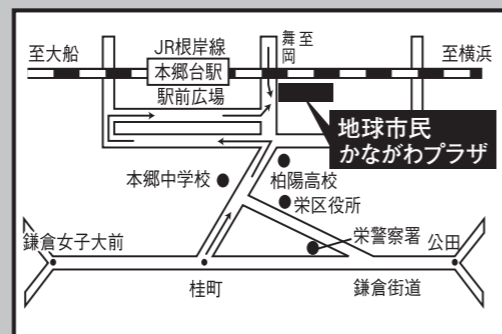 至大船
JR根岸線
舞岡
至
至横浜
本郷台駅
駅前広場
地球市民
かながわプラザ
本郷中学校
柏陽高校
栄区役所
鎌倉女子大前
栄警察署
公田
桂町
鎌倉街道